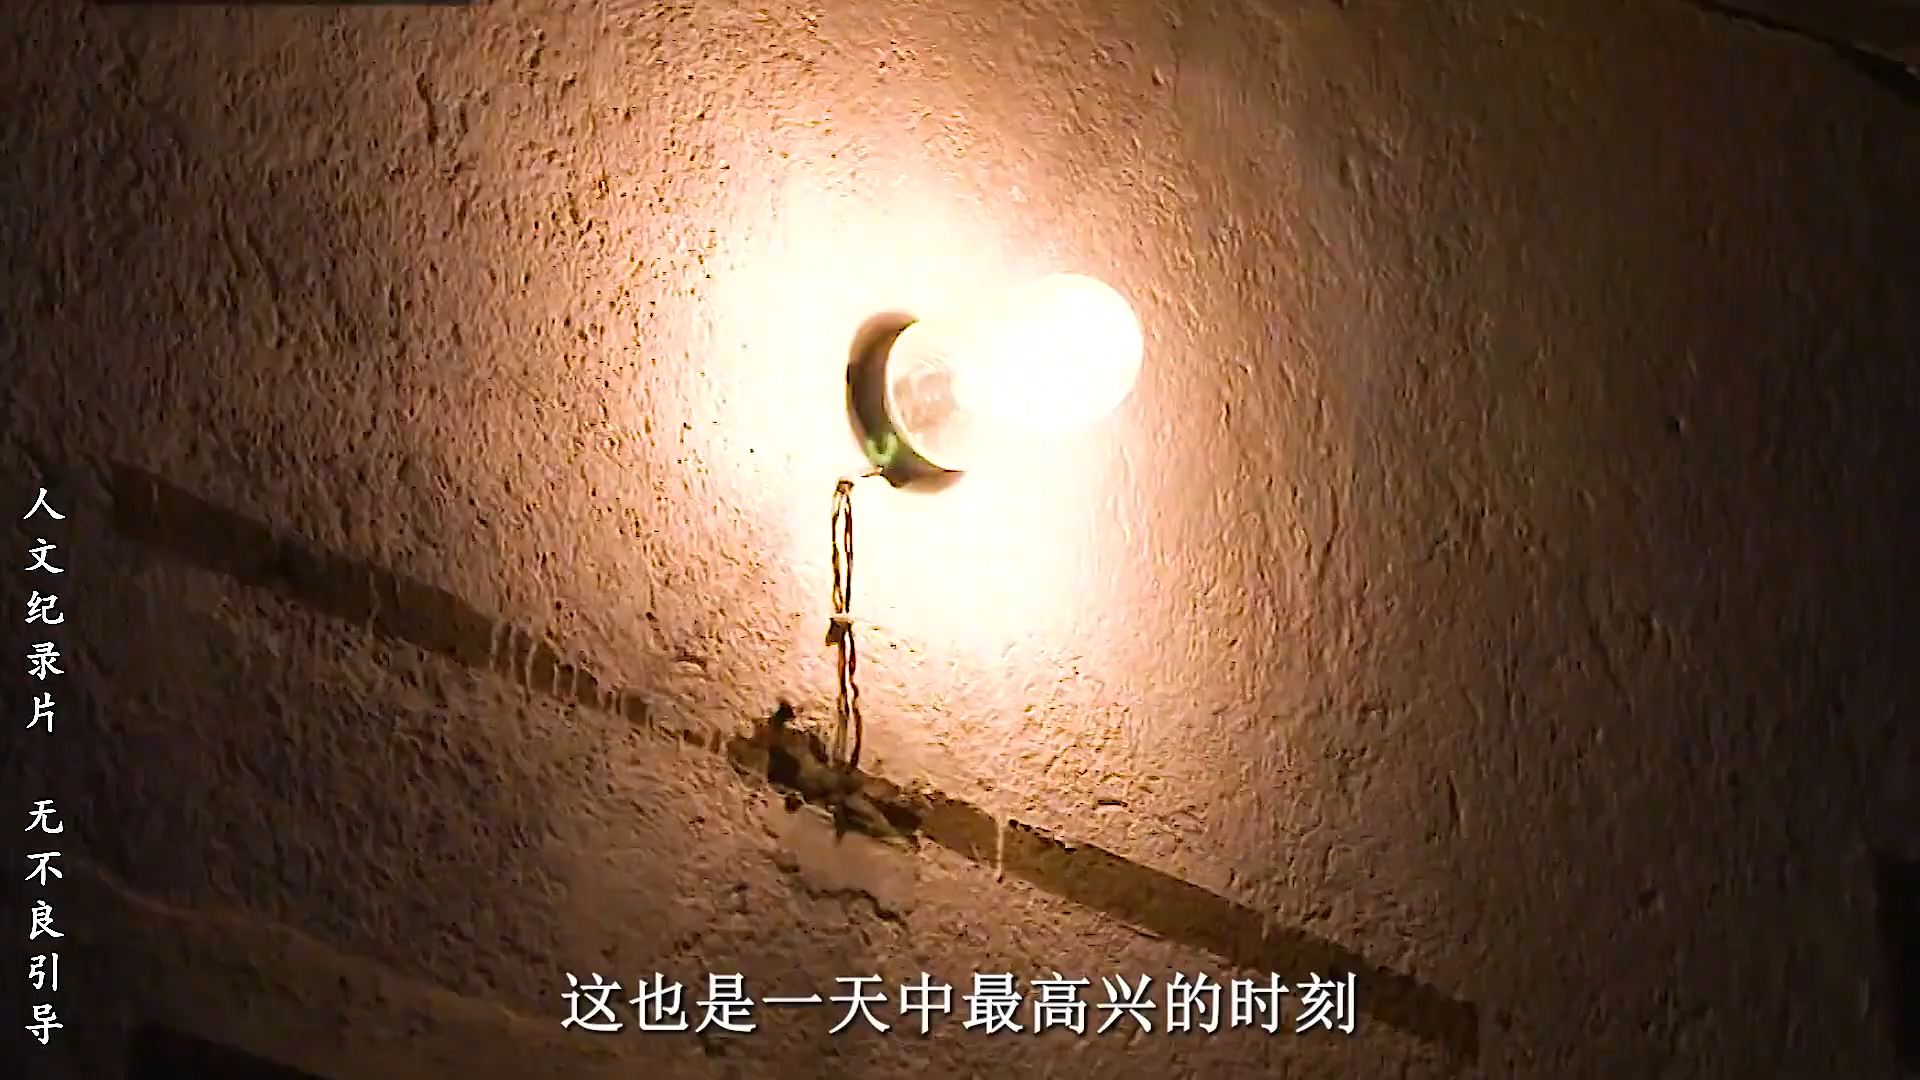 人文纪录片 无不良引导
这也是一天中最高兴的时刻